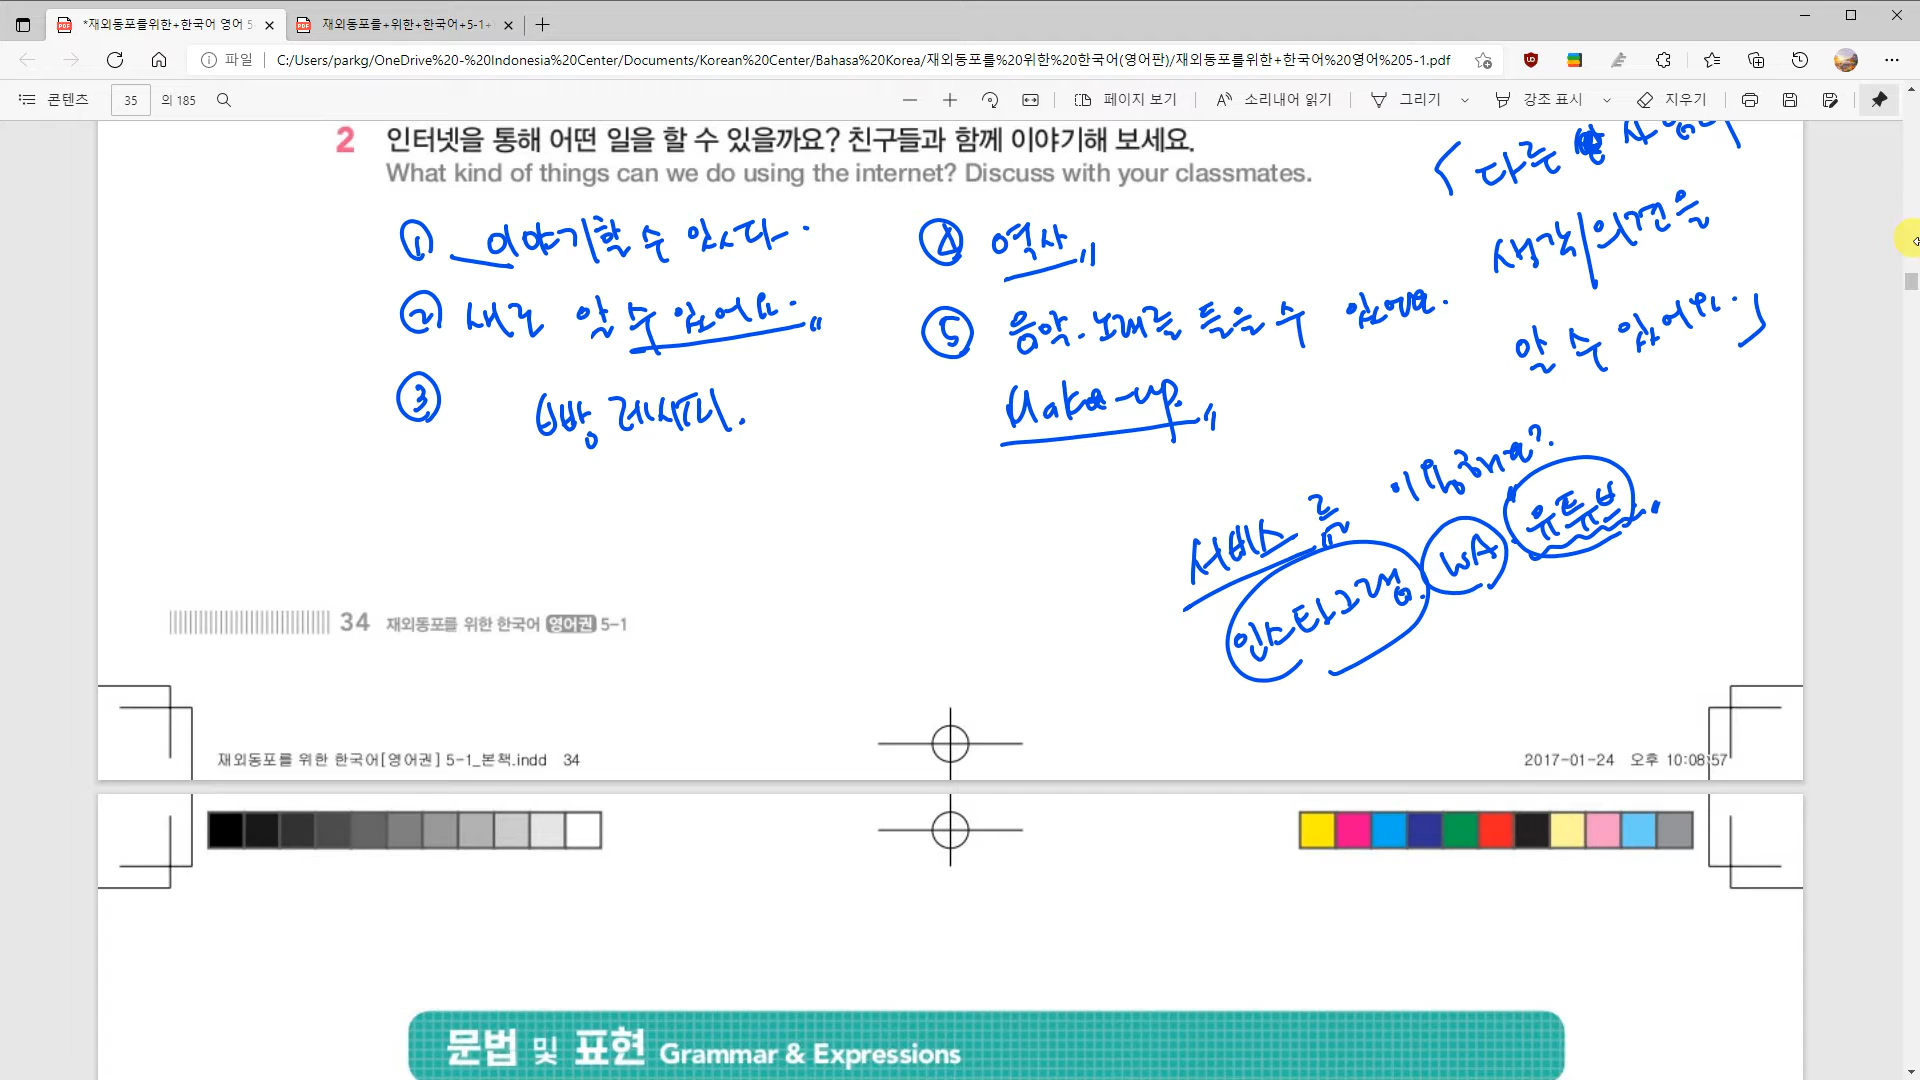 *재외동포를위한+한국어 영어 5
재외동포를+위한+한국어+5-1+
파일
C:/Users/parkg/OneDrive%20-%20Indonesia%20Center/Documents/Korean%20Center/Bahasa%20Korea/재외동포를%20위한%20한국어(영어판)/재외동포를위한+한국어%20영어%205-1.pdf
콘텐츠 35 의 185 페이지 보기 소리내어 읽기 그리기 강조 표시 지우기
2 인터넷을 통해 어떤 일을 할 수 있을까요? 친구들과 함께 이야기해 보세요.
What kind of things can we do using the internet? Discuss with your classmates.
다른
생각/의견을
알 수 있어요.
① 이야기할 수 있다.
② 새로 알 수 있어요.
③ 빵 레시피.
④ 역사
⑤ 음악. 노래를 들을 수 있어요.
Make-up.
서비스를 이용해요?
인스타그램. WA 유튜브
34 재외동포를 위한 한국어 영어권 5-1
재외동포를 위한 한국어[영어권] 5-1_본책.indd 34
2017-01-24 오후 10:08:57
문법 및 표현 Grammar & Expressions